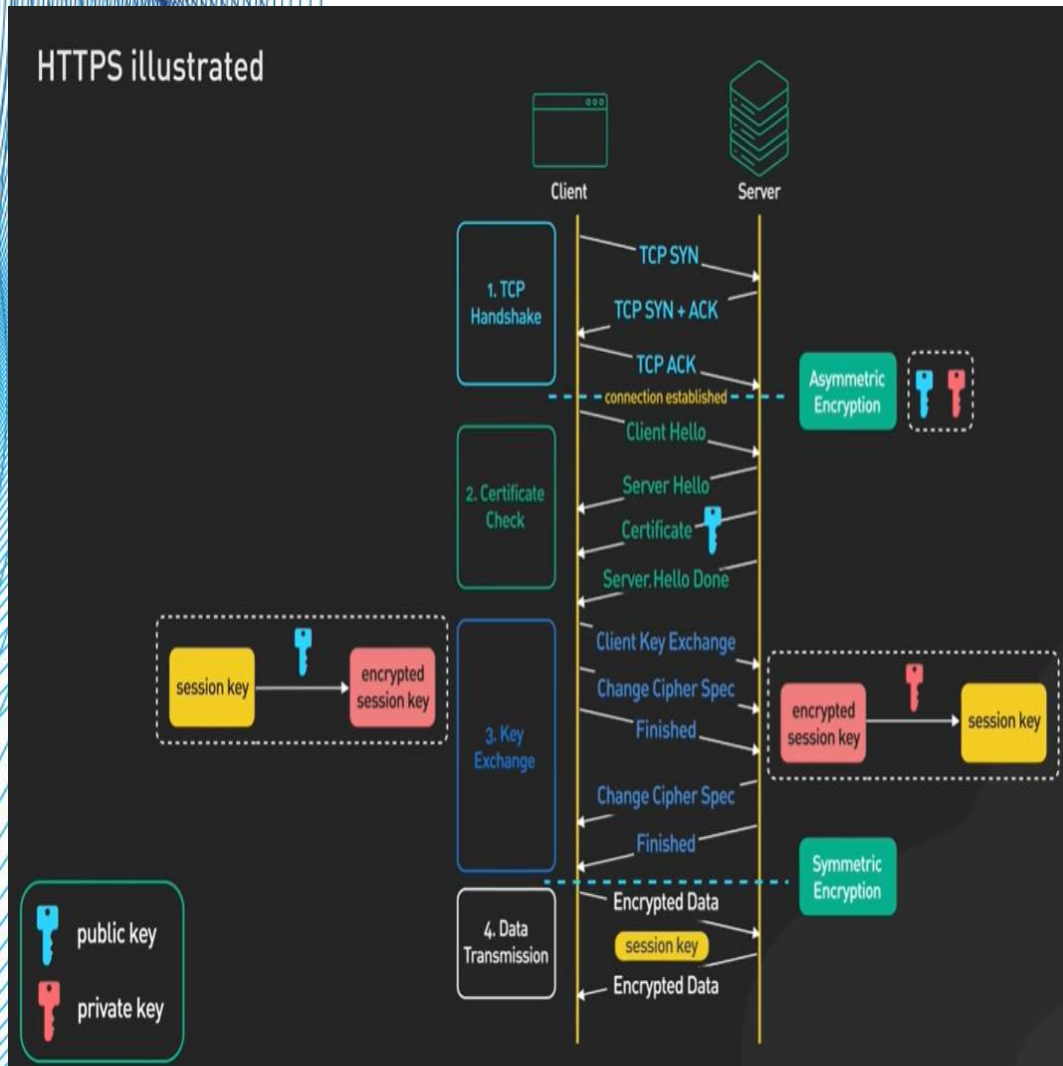 HTTPS illustrated
Client
Server
1. TCP
Handshake
TCP SYN
TCP SYN + ACK
TCP ACK
connection established
Asymmetric
Encryption
2. Certificate
Check
Client Hello
Server Hello
Certificate
Server.Hello Done
3. Key
Exchange
Client Key Exchange
Change Cipher Spec
Finished
Change Cipher Spec
Finished
session key
encrypted
session key
encrypted
session key
session key
Symmetric
Encryption
4. Data
Transmission
Encrypted Data
session key
Encrypted Data
public key
private key